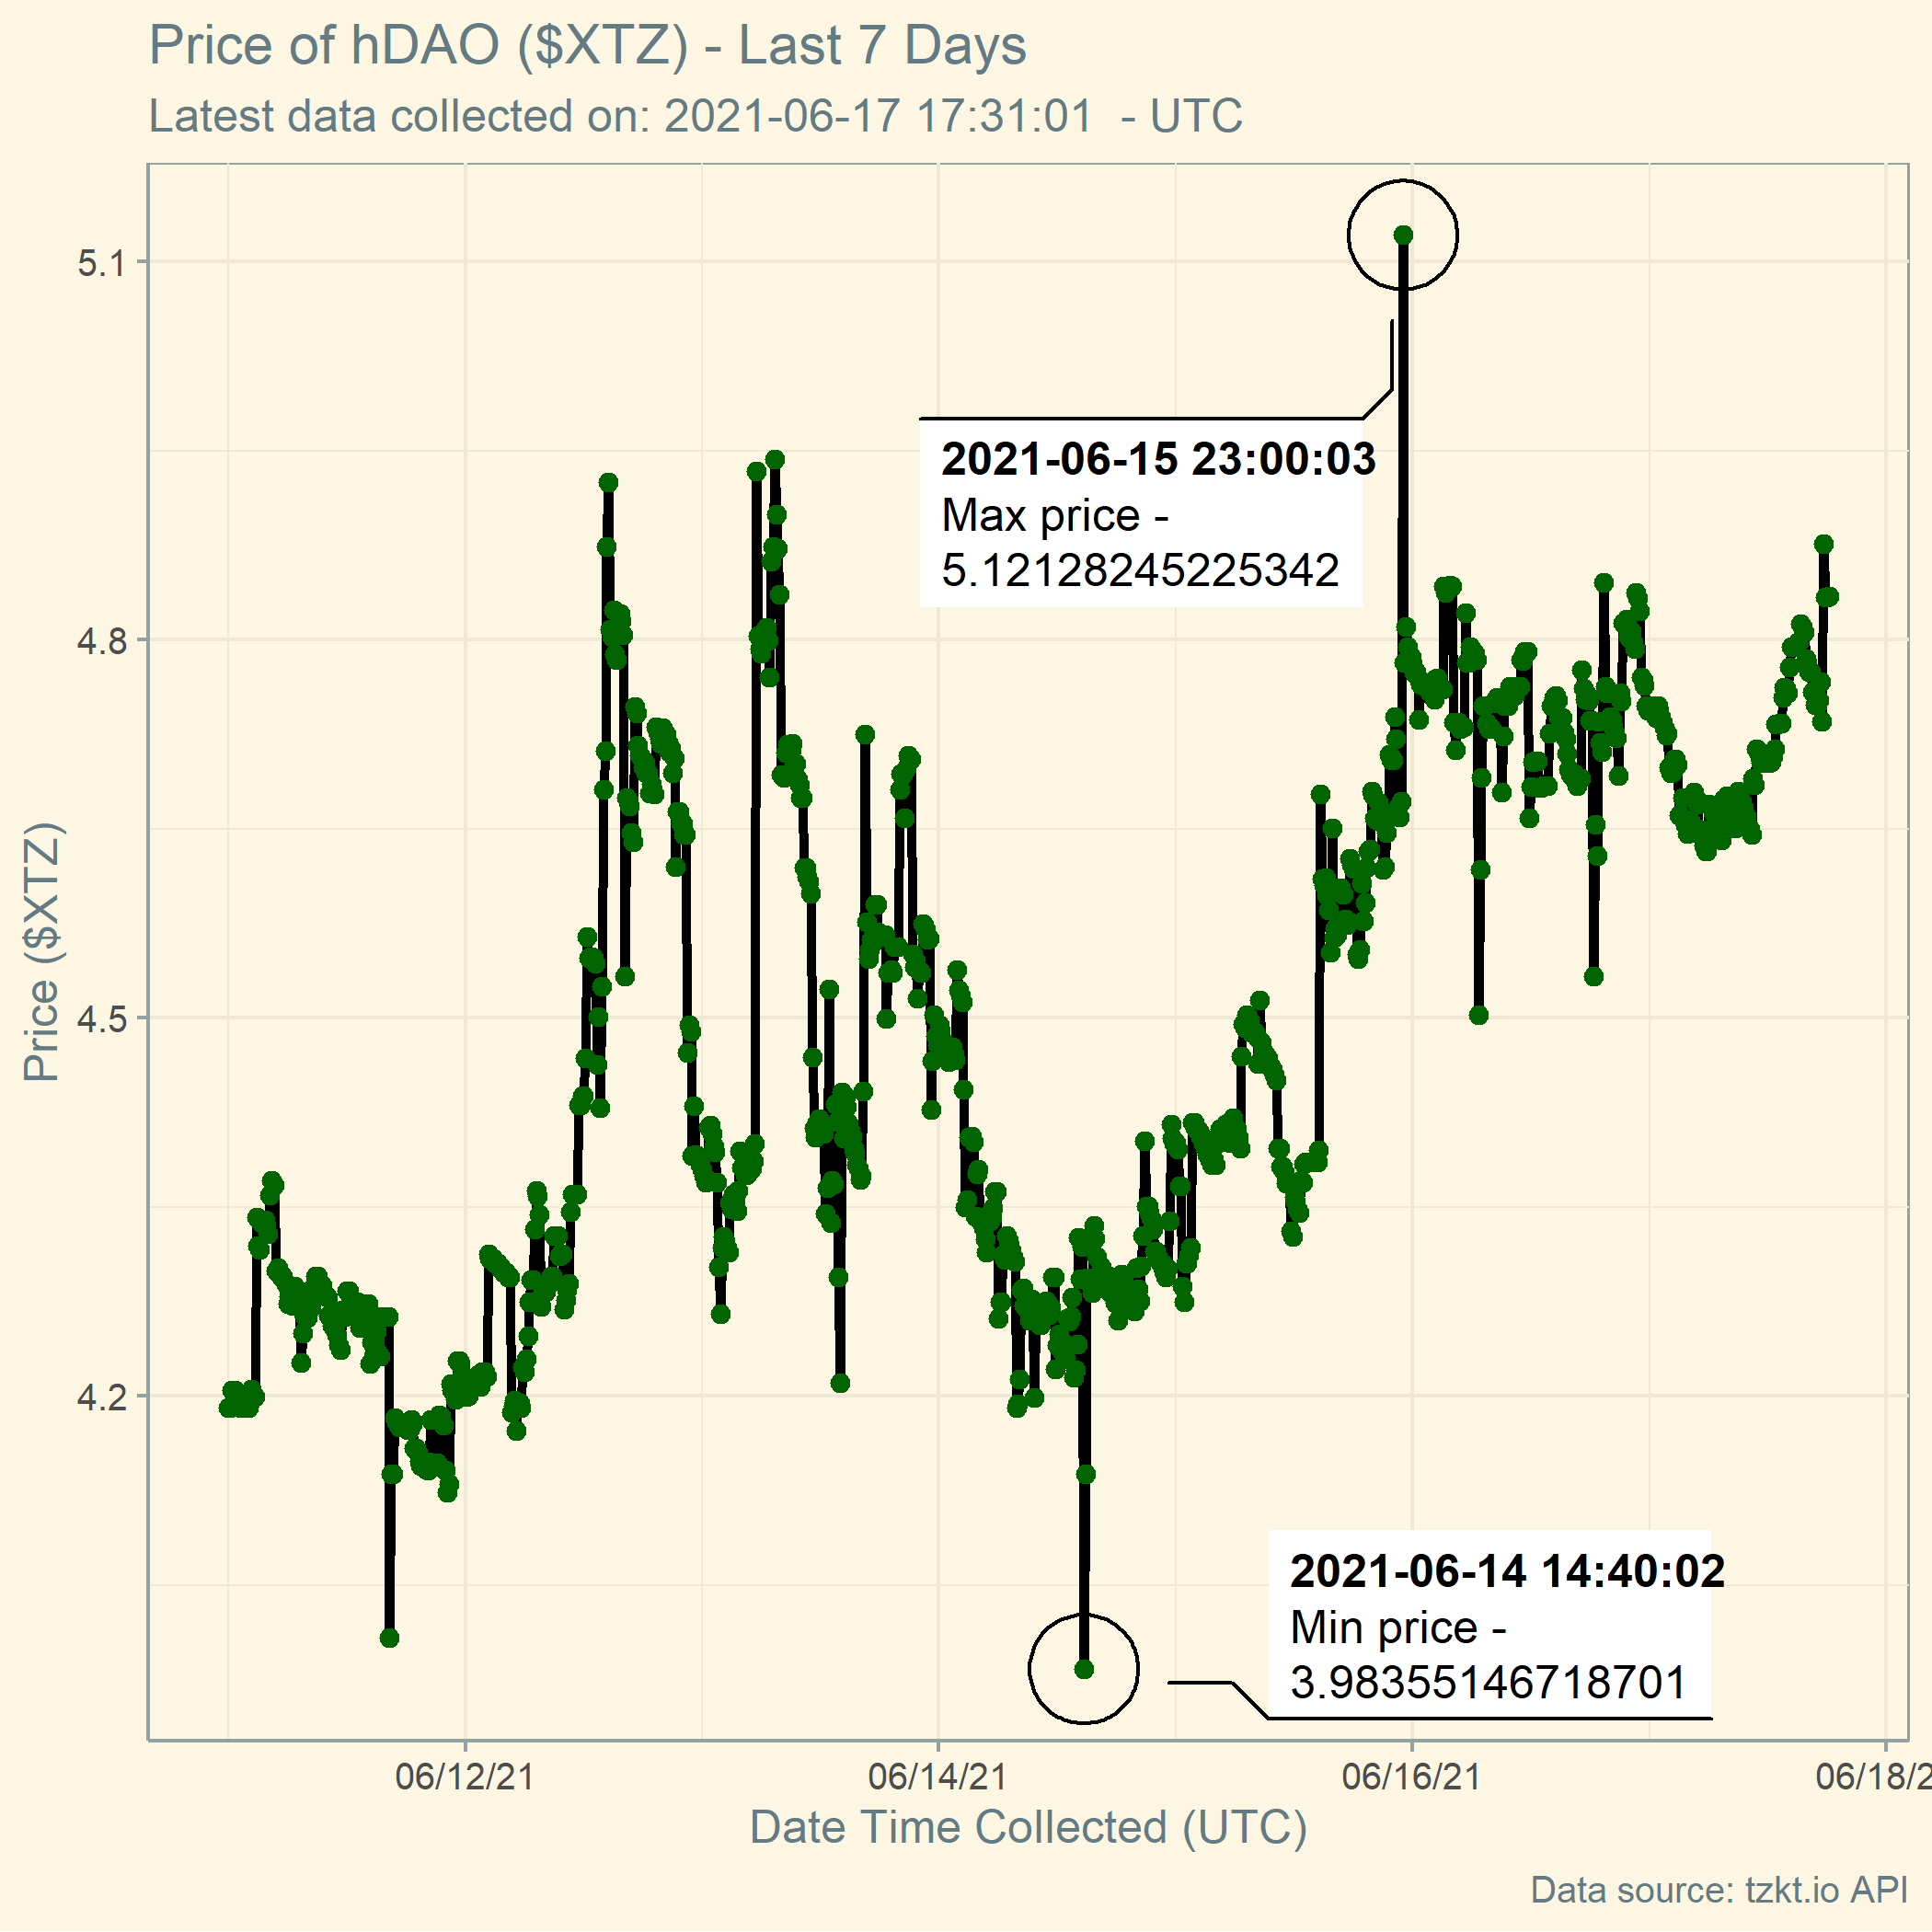 Price of hDAO ($XTZ) - Last 7 Days
Latest data collected on: 2021-06-17 17:31:01  - UTC
5.1
4.8
4.5
4.2
Price ($XTZ)
2021-06-15 23:00:03
Max price -
5.12128245225342
2021-06-14 14:40:02
Min price -
3.98355146718701
06/12/21
06/14/21
06/16/21
06/18/2
Date Time Collected (UTC)
Data source: tzkt.io API